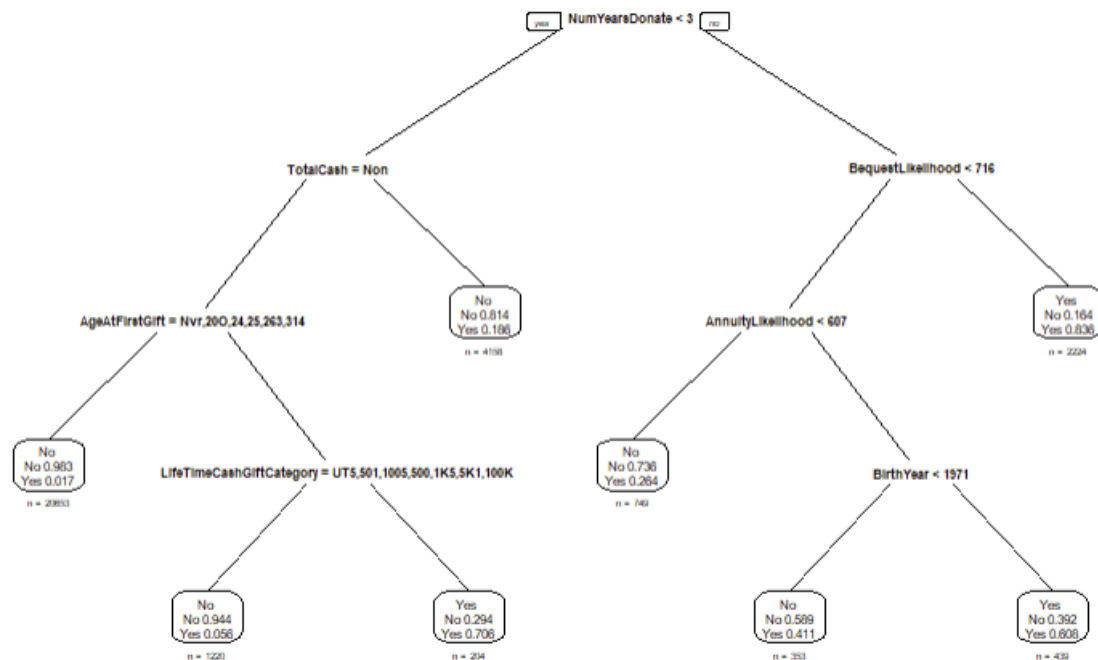 yes NumYearsDonate < 3 no
TotalCash = Non
BequestLikelihood < 716
AgeAtFirstGift = Nvr,20O,24,25,263,314
No
No 0.814
Yes 0.186
n = 4158
AnnuityLikelihood < 607
Yes
No 0.164
Yes 0.836
n = 2224
No
No 0.983
Yes 0.017
n = 20653
LifeTimeCashGiftCategory = UT5,501,1005,500,1K5,5K1,100K
No
No 0.736
Yes 0.264
n = 749
BirthYear < 1971
No
No 0.944
Yes 0.056
n = 1220
Yes
No 0.294
Yes 0.706
n = 204
No
No 0.589
Yes 0.411
n = 353
Yes
No 0.392
Yes 0.608
n = 439